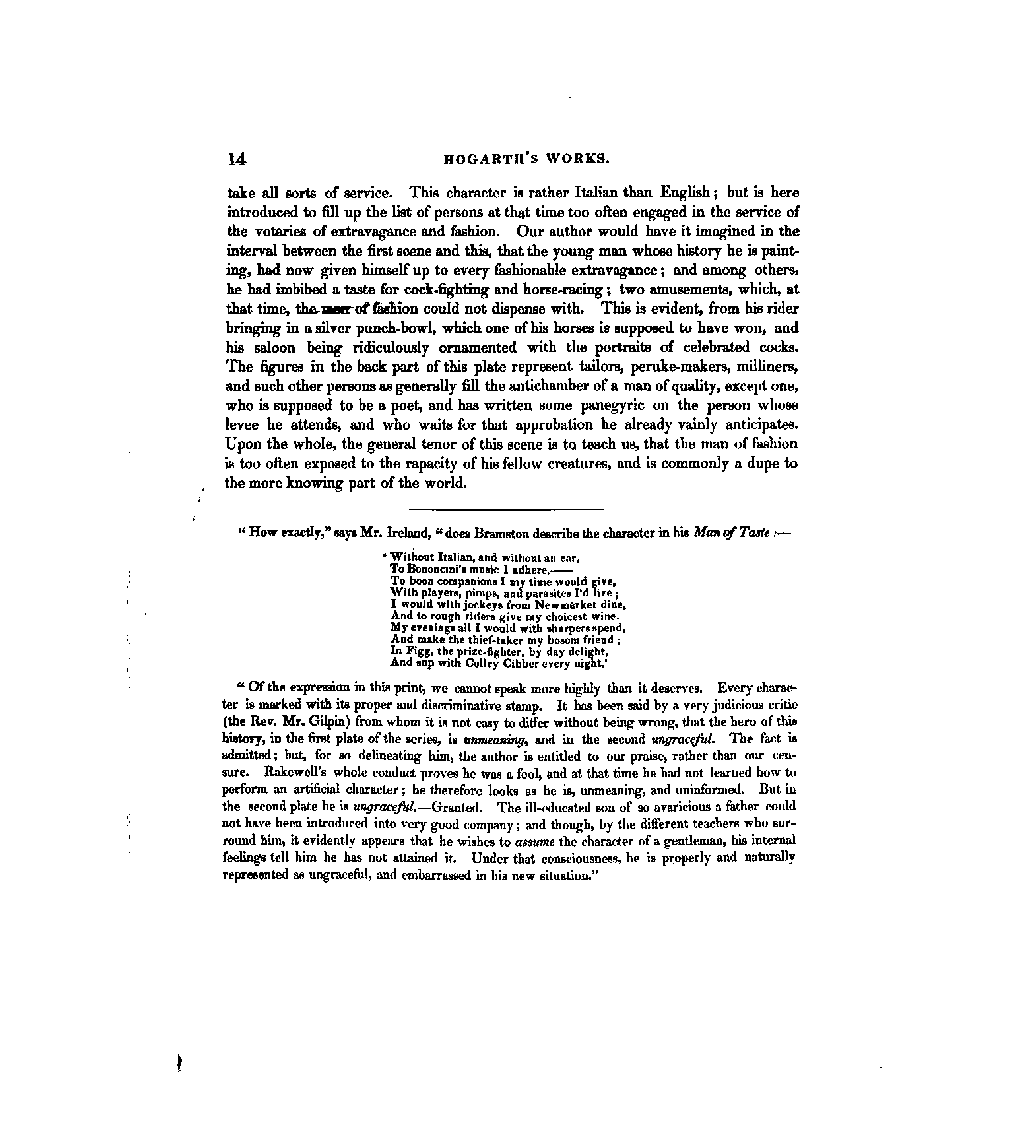 14 HOGARTH'S WORKS.
take all sorts of service. This character is rather Italian than English; but is here
introduced to fill up the list of persons at that time too often engaged in the service of
the votaries of extravagance and fashion. Our author would have it imagined in the
interval between the first scene and this, that the young man whose history he is paint-
ing, had now given himself up to every fashionable extravagance; and among others,
he had imbibed a taste for cock-fighting and horse-racing; two amusements, which, at
that time, the of fashion could not dispense with. This is evident, from his rider
bringing in a silver punch-bowl, which one of his horses is supposed to have won, and
his saloon being ridiculously ornamented with the portraits of celebrated cocks.
The figures in the back part of this plate represent tailors, peruke-makers, milliners,
and such other persons as generally fill the antichamber of a man of quality, except one,
who is supposed to be a poet, and has written some panegyric on the person whose
levee he attends, and who waits for that approbation he already vainly anticipates.
Upon the whole, the general tenor of this scene is to teach us, that the man of fashion
is too often exposed to the rapacity of his fellow creatures, and is commonly a dupe to
the more knowing part of the world.
“How exactly,” says Mr. Ireland, “does Bramston describe the character in his Man of Taste:—
‘Without Italian, and without an ear,
To Bononcini's music I adhere,——
To boon companions I my time would give,
With players, pimps, and parasites I'd live;
I would with jockeys from Newmarket dine,
And to rough riders give my choicest wine.
My evenings all I would with sharpers spend,
And make the thief-taker my bosom friend;
In Figg, the prize-fighter, by day delight,
And sup with Colley Cibber every night.’
“Of the expression in this print, we cannot speak more highly than it deserves. Every charac-
ter is marked with its proper and discriminative stamp. It has been said by a very judicious critic
(the Rev. Mr. Gilpin) from whom it is not easy to differ without being wrong, that the hero of this
history, in the first plate of the series, is unmeaning, and in the second ungraceful. The fact is
admitted; but, for so delineating him, the author is entitled to our praise, rather than our cen-
sure. Rakewell's whole conduct proves he was a fool, and at that time he had not learned how to
perform an artificial character; he therefore looks as he is, unmeaning, and uninformed. But in
the second plate he is ungraceful.—Granted. The ill-educated son of so avaricious a father could
not have been introduced into very good company; and though, by the different teachers who sur-
round him, it evidently appears that he wishes to assume the character of a gentleman, his internal
feelings tell him he has not attained it. Under that consciousness, he is properly and naturally
represented as ungraceful, and embarrassed in his new situation.”